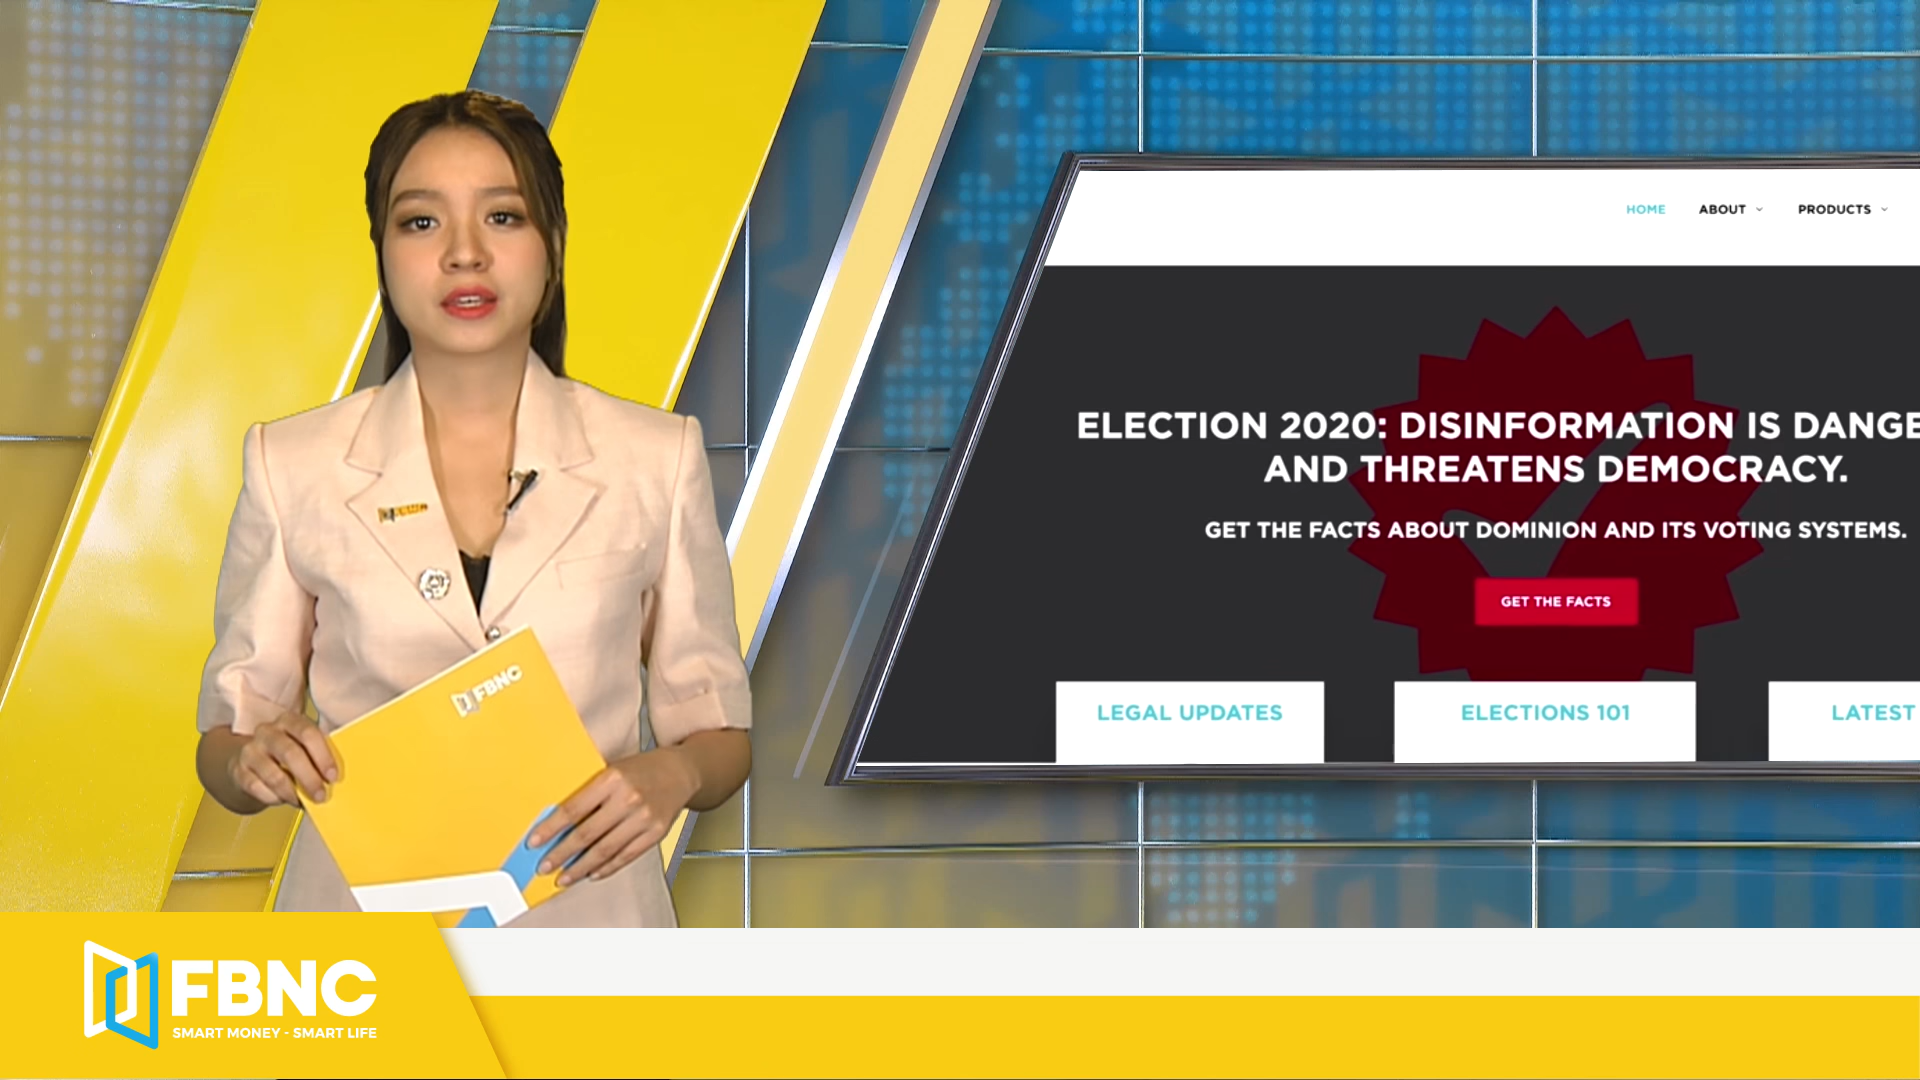 HOME ABOUT PRODUCTS
ELECTION 2020: DISINFORMATION IS DANGE
AND THREATENS DEMOCRACY.
GET THE FACTS ABOUT DOMINION AND ITS VOTING SYSTEMS.
GET THE FACTS
LEGAL UPDATES
ELECTIONS 101
LATEST
FBNC
FBNC
SMART MONEY - SMART LIFE